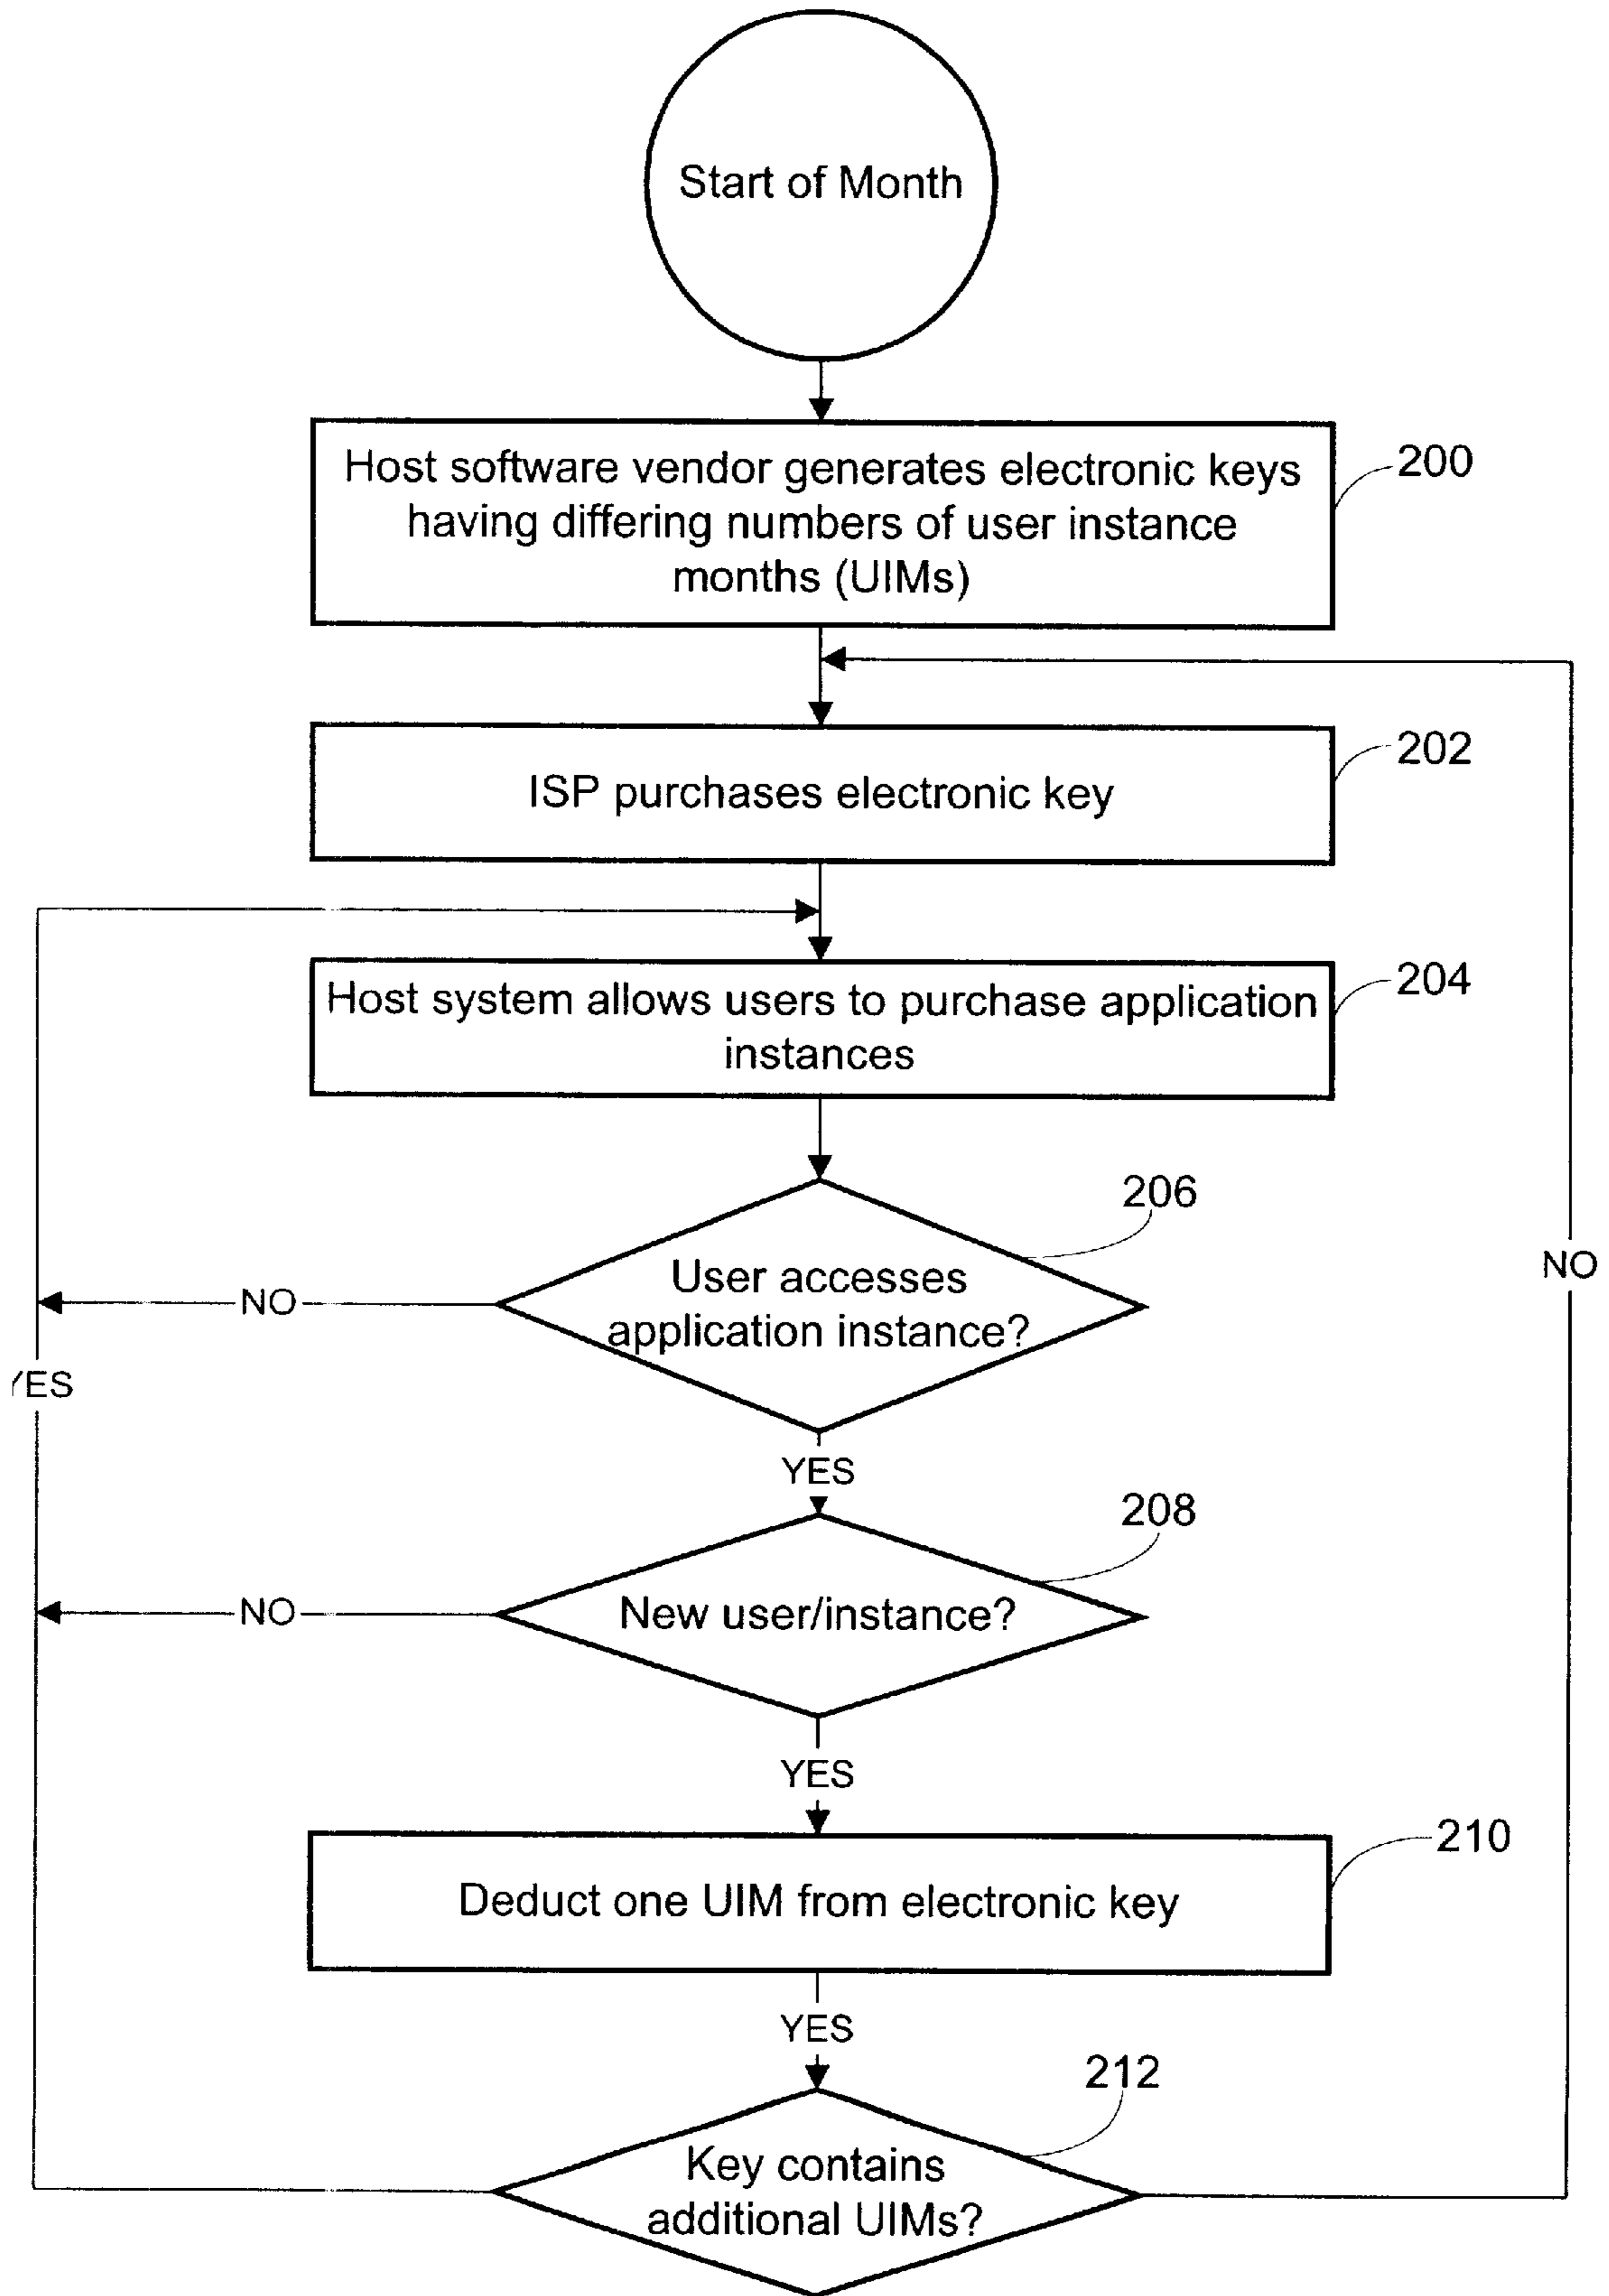 Start of Month
Host software vendor generates electronic keys
200
having differing numbers of user instance
months (UIMs)
202
ISP purchases electronic key
204
Host system allows users to purchase application
instances
206
User accesses
application instance?
NO
NO
YES
YES
208
New user/instance?
NO
YES
210
Deduct one UIM from electronic key
YES
212
Key contains
additional UIMs?